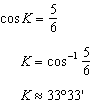 cos K = 5/6
K = cos⁻¹ 5/6
K ≈ 33°33'